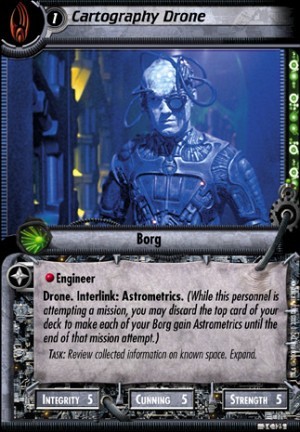 1 Cartography Drone
Borg
Engineer
Drone. Interlink: Astrometrics. (While this personnel is
attempting a mission, you may discard the top card of your
deck to make each of your Borg gain Astrometrics until the
end of that mission attempt.)
TASK: Review collected information on known space. Expand.
INTEGRITY 5 CUNNING 5 STRENGTH 5